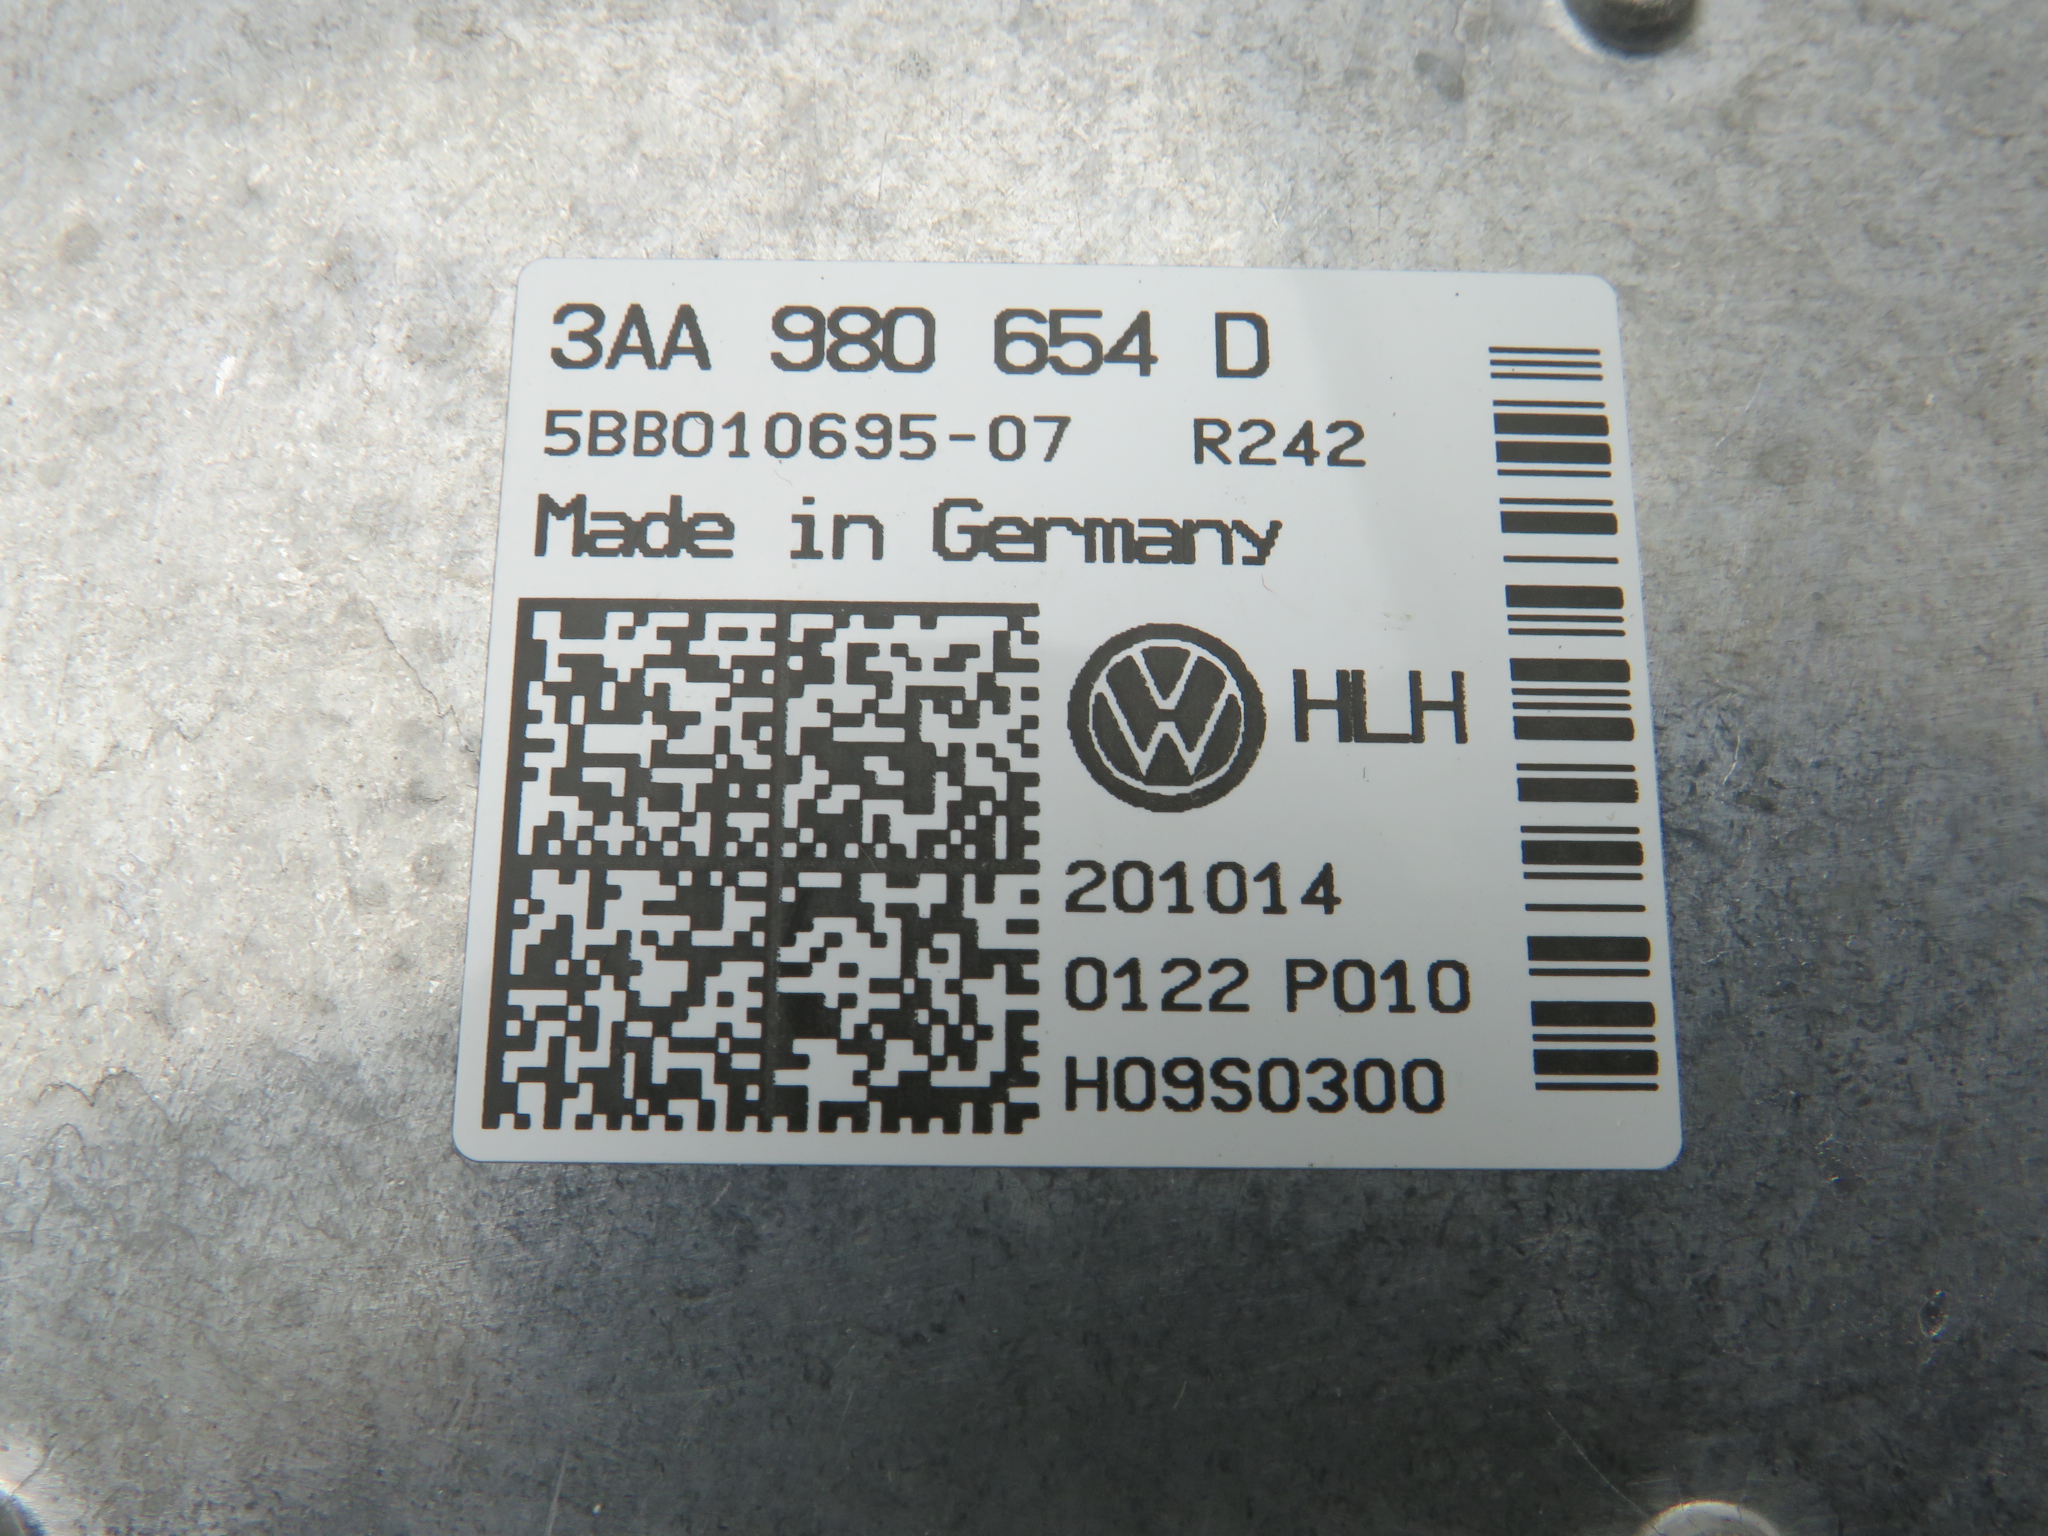 3AA 980 654 D
5BB010695-07 R242
Made in Germany
HLH
201014
0122 P010
H09S0300